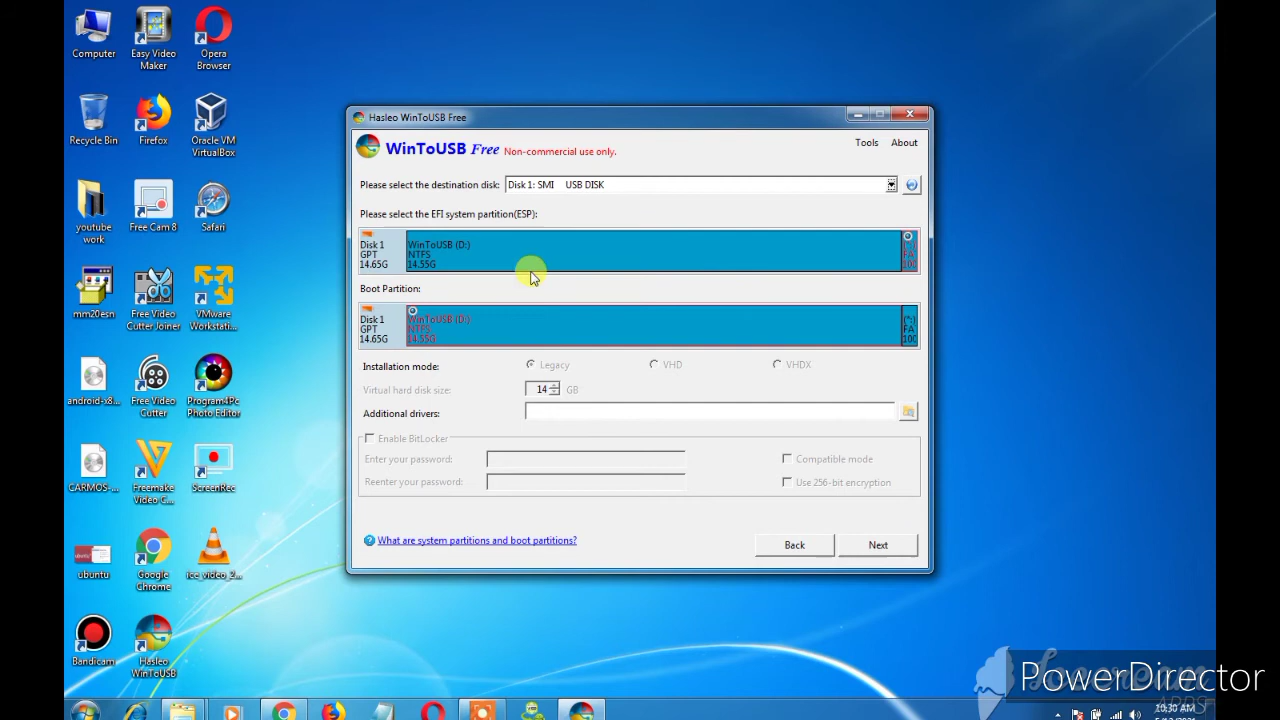 Computer
Easy Video
Maker
Opera
Browser
Recycle Bin
Firefox
Oracle VM
VirtualBox
youtube
work
Free Cam 8
Safari
mm20esn
Free Video
Cutter Joiner
VMware
Workstati...
android-x8...
Free Video
Cutter
Program4Pc
Photo Editor
CARMOS-...
Freemake
Video C...
ScreenRec
ubuntu
Google
Chrome
icc_video_2...
Bandicam
Hasleo
WinToUSB
Hasleo WinToUSB Free
WinToUSB Free Non-commercial use only.
Tools About
Please select the destination disk: Disk 1: SMI USB DISK
Please select the EFI system partition(ESP):
Disk 1 WinToUSB (D:)
GPT NTFS FA
14.65G 14.55G 100
Boot Partition:
Disk 1 WinToUSB (D:) (*:)
GPT NTFS FA
14.65G 14.55G 100
Installation mode: Legacy VHD VHDX
Virtual hard disk size: 14 GB
Additional drivers:
Enable BitLocker
Enter your password: Compatible mode
Reenter your password: Use 256-bit encryption
What are system partitions and boot partitions?
Back Next
PowerDirector
APPS
10:30 AM